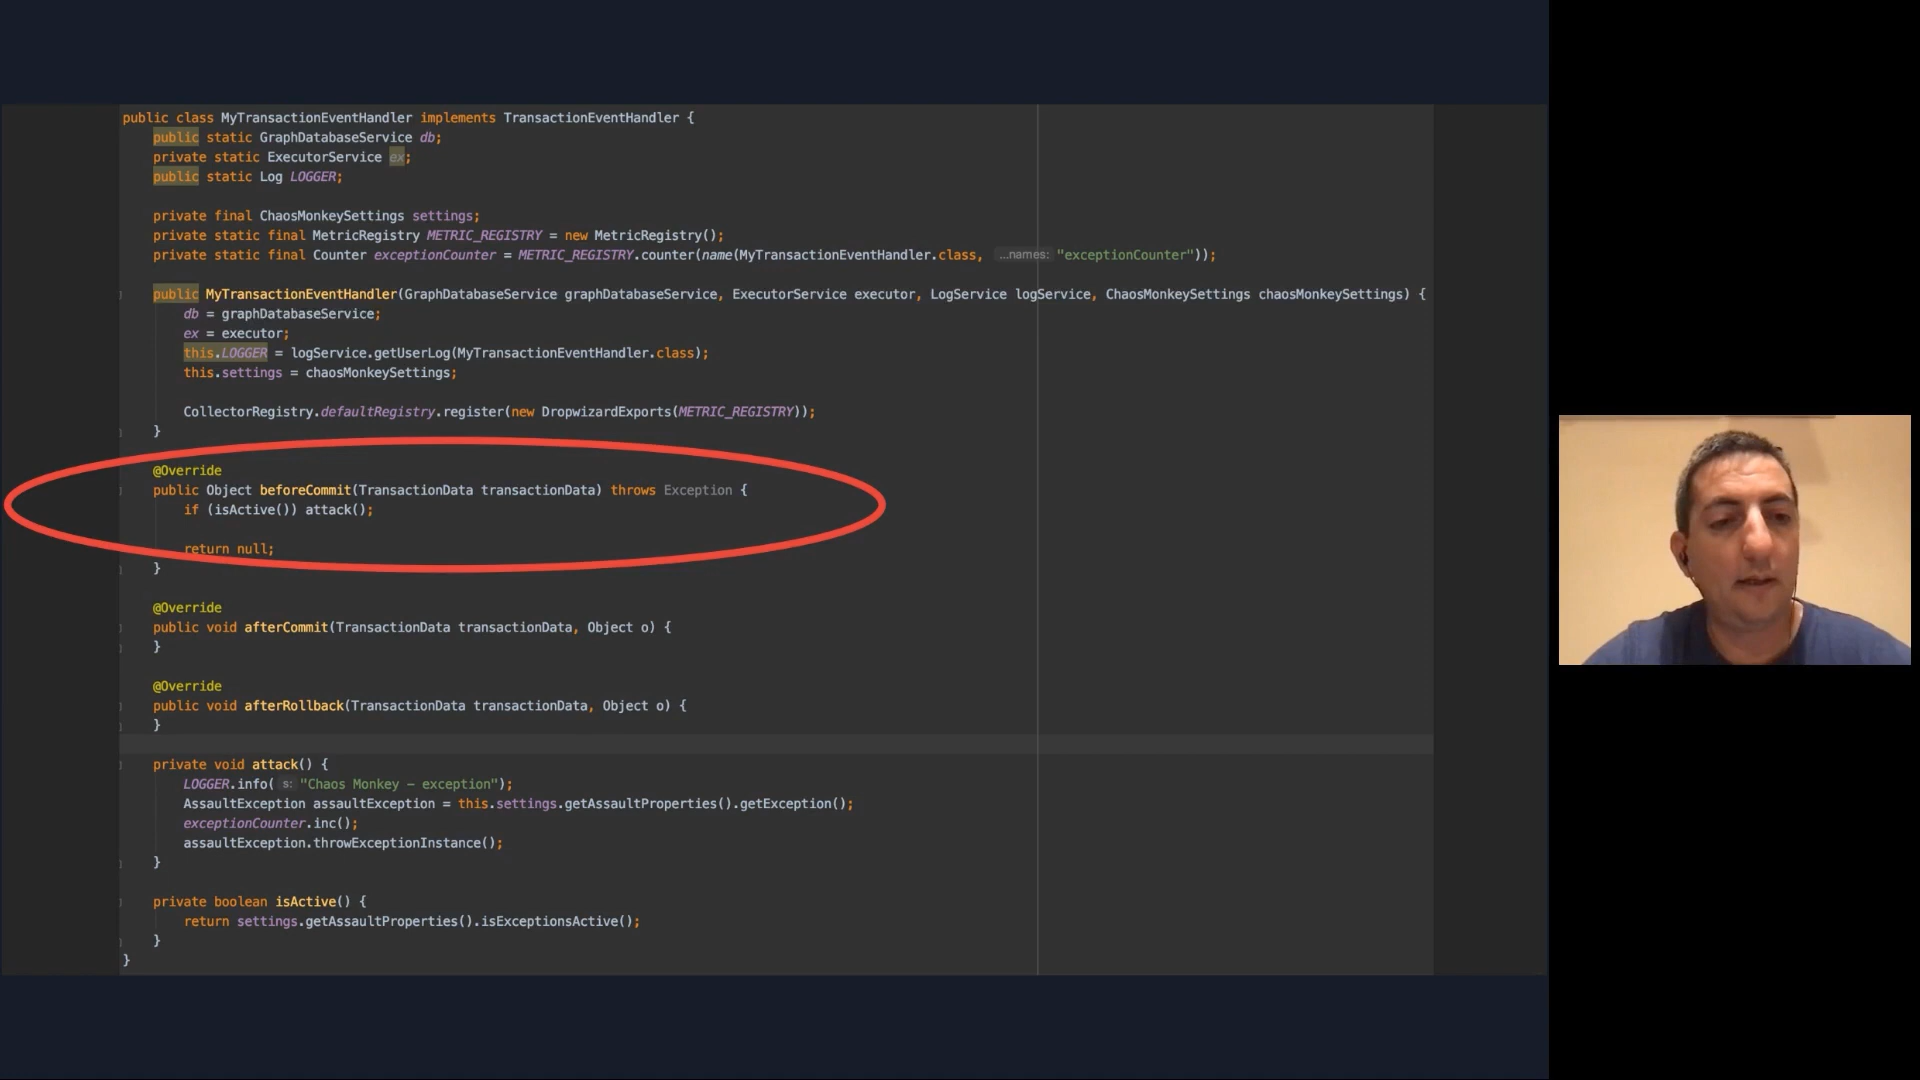 public class MyTransactionEventHandler implements TransactionEventHandler {
public static GraphDatabaseService db;
private static ExecutorService ex;
public static Log LOGGER;
private final ChaosMonkeySettings settings;
private static final MetricRegistry METRIC_REGISTRY = new MetricRegistry();
private static final Counter exceptionCounter = METRIC_REGISTRY.counter(name(MyTransactionEventHandler.class, ...names: "exceptionCounter"));
public MyTransactionEventHandler(GraphDatabaseService graphDatabaseService, ExecutorService executor, LogService logService, ChaosMonkeySettings chaosMonkeySettings) {
db = graphDatabaseService;
ex = executor;
this.LOGGER = logService.getUserLog(MyTransactionEventHandler.class);
this.settings = chaosMonkeySettings;
CollectorRegistry.defaultRegistry.register(new DropwizardExports(METRIC_REGISTRY));
}
@Override
public Object beforeCommit(TransactionData transactionData) throws Exception {
if (isActive()) attack();
return null;
}
@Override
public void afterCommit(TransactionData transactionData, Object o) {
}
@Override
public void afterRollback(TransactionData transactionData, Object o) {
}
private void attack() {
LOGGER.info( s: "Chaos Monkey - exception");
AssaultException assaultException = this.settings.getAssaultProperties().getException();
exceptionCounter.inc();
assaultException.throwExceptionInstance();
}
private boolean isActive() {
return settings.getAssaultProperties().isExceptionsActive();
}
}